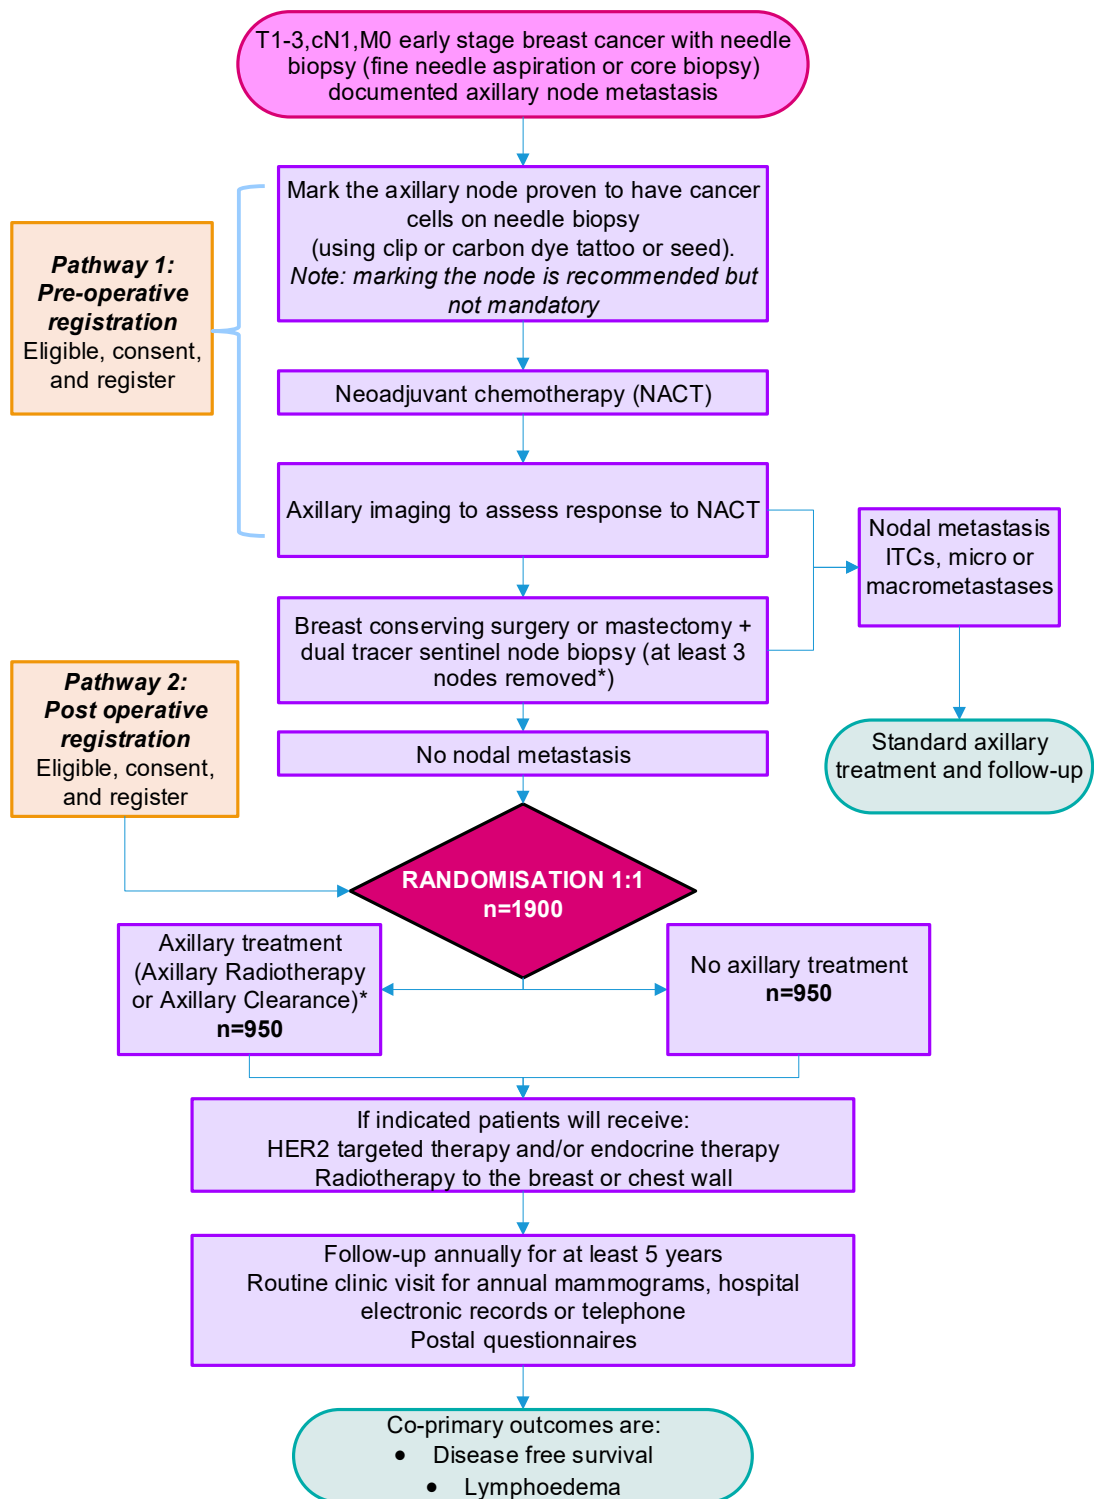 T1-3,cN1,M0 early stage breast cancer with needle
biopsy (fine needle aspiration or core biopsy)
documented axillary node metastasis
Mark the axillary node proven to have cancer
cells on needle biopsy
(using clip or carbon dye tattoo or seed).
Note: marking the node is recommended but
not mandatory
Pathway 1:
Pre-operative
registration
Eligible, consent,
and register
Neoadjuvant chemotherapy (NACT)
Axillary imaging to assess response to NACT
Nodal metastasis
ITCs, micro or
macrometastases
Breast conserving surgery or mastectomy +
dual tracer sentinel node biopsy (at least 3
nodes removed*)
Pathway 2:
Post operative
registration
Eligible, consent,
and register
No nodal metastasis
Standard axillary
treatment and follow-up
RANDOMISATION 1:1
n=1900
Axillary treatment
(Axillary Radiotherapy
or Axillary Clearance)*
n=950
No axillary treatment
n=950
If indicated patients will receive:
HER2 targeted therapy and/or endocrine therapy
Radiotherapy to the breast or chest wall
Follow-up annually for at least 5 years
Routine clinic visit for annual mammograms, hospital
electronic records or telephone
Postal questionnaires
Co-primary outcomes are:
• Disease free survival
• Lymphoedema